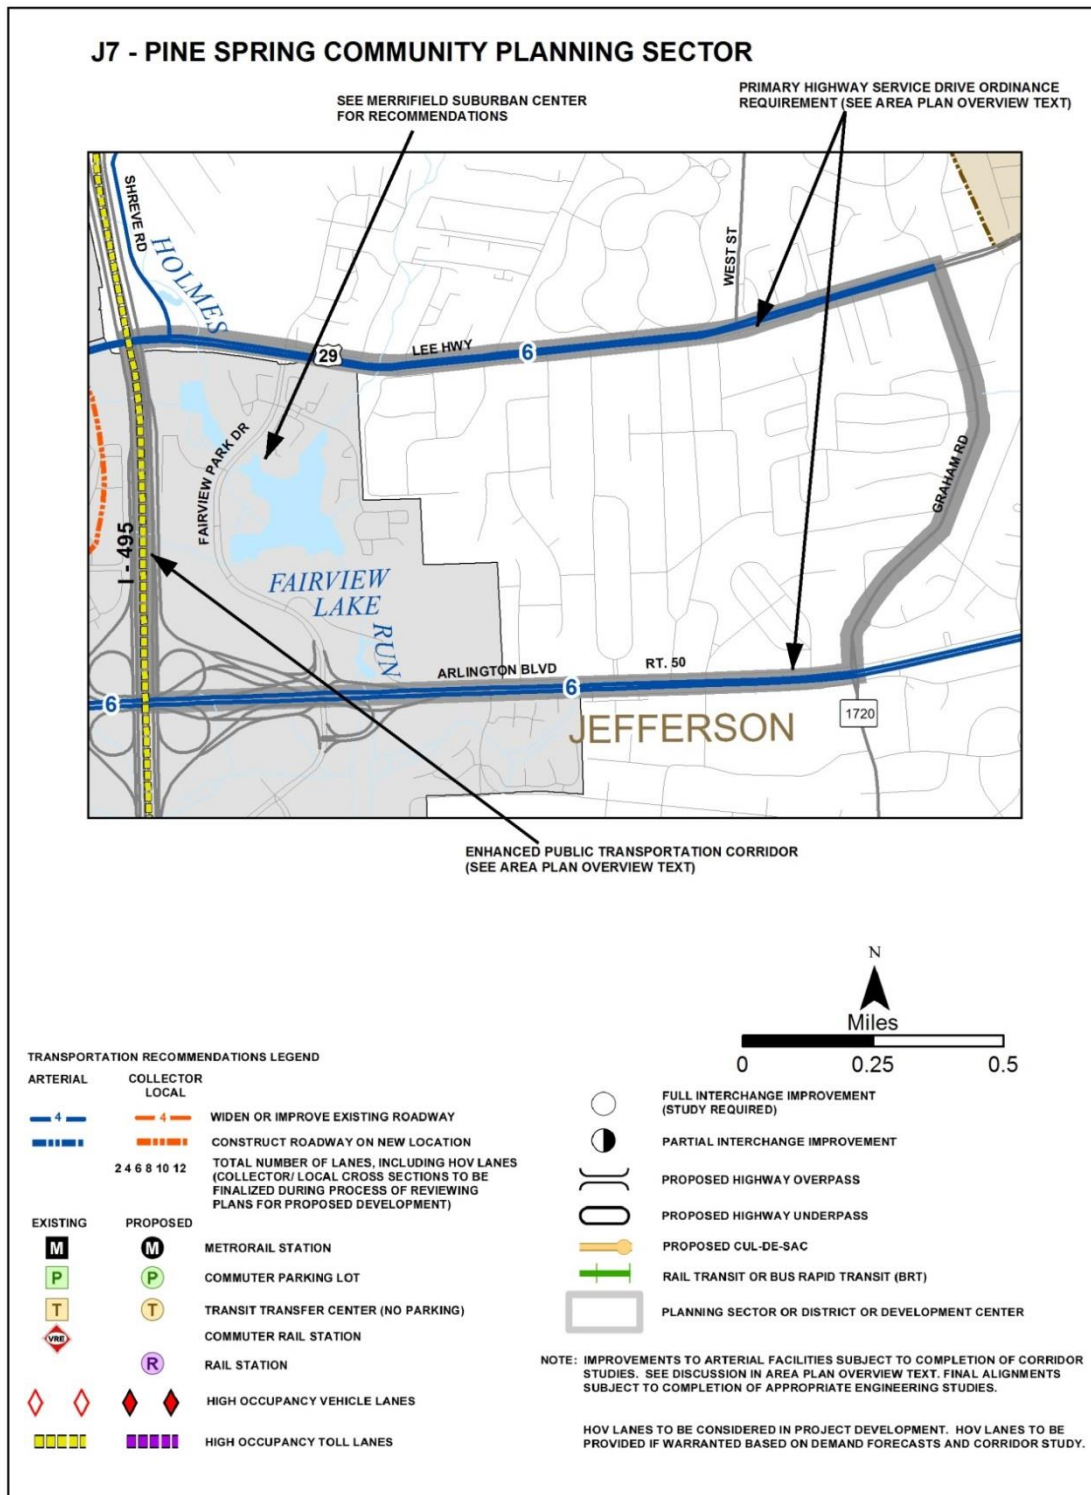 J7 - PINE SPRING COMMUNITY PLANNING SECTOR
SEE MERRIFIELD SUBURBAN CENTER
FOR RECOMMENDATIONS
PRIMARY HIGHWAY SERVICE DRIVE ORDINANCE
REQUIREMENT (SEE AREA PLAN OVERVIEW TEXT)
SHREVE RD
HOLMES
WEST ST
29
LEE HWY
6
FAIRVIEW PARK DR
GRAHAM RD
I - 495
FAIRVIEW
LAKE
RUN
ARLINGTON BLVD
RT. 50
6
6
1720
JEFFERSON
ENHANCED PUBLIC TRANSPORTATION CORRIDOR
(SEE AREA PLAN OVERVIEW TEXT)
N
Miles
0 0.25 0.5
TRANSPORTATION RECOMMENDATIONS LEGEND
ARTERIAL
COLLECTOR
LOCAL
4 4 WIDEN OR IMPROVE EXISTING ROADWAY
CONSTRUCT ROADWAY ON NEW LOCATION
2 4 6 8 10 12 TOTAL NUMBER OF LANES, INCLUDING HOV LANES
(COLLECTOR/ LOCAL CROSS SECTIONS TO BE
FINALIZED DURING PROCESS OF REVIEWING
PLANS FOR PROPOSED DEVELOPMENT)
EXISTING PROPOSED
M M METRORAIL STATION
P P COMMUTER PARKING LOT
T T TRANSIT TRANSFER CENTER (NO PARKING)
VRE COMMUTER RAIL STATION
R RAIL STATION
HIGH OCCUPANCY VEHICLE LANES
HIGH OCCUPANCY TOLL LANES
FULL INTERCHANGE IMPROVEMENT
(STUDY REQUIRED)
PARTIAL INTERCHANGE IMPROVEMENT
PROPOSED HIGHWAY OVERPASS
PROPOSED HIGHWAY UNDERPASS
PROPOSED CUL-DE-SAC
RAIL TRANSIT OR BUS RAPID TRANSIT (BRT)
PLANNING SECTOR OR DISTRICT OR DEVELOPMENT CENTER
NOTE: IMPROVEMENTS TO ARTERIAL FACILITIES SUBJECT TO COMPLETION OF CORRIDOR
STUDIES. SEE DISCUSSION IN AREA PLAN OVERVIEW TEXT. FINAL ALIGNMENTS
SUBJECT TO COMPLETION OF APPROPRIATE ENGINEERING STUDIES.
HOV LANES TO BE CONSIDERED IN PROJECT DEVELOPMENT. HOV LANES TO BE
PROVIDED IF WARRANTED BASED ON DEMAND FORECASTS AND CORRIDOR STUDY.